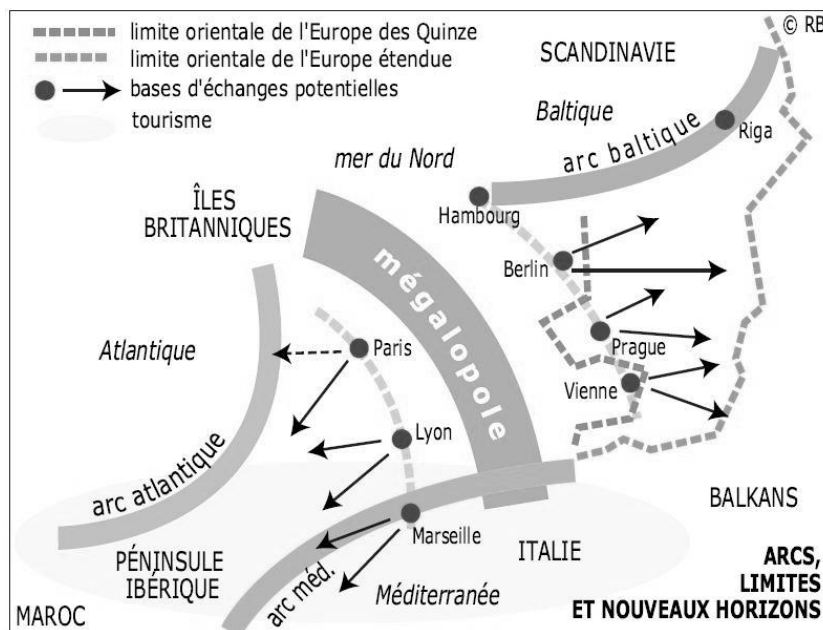 limite orientale de l'Europe des Quinze
© RB
limite orientale de l'Europe étendue
SCANDINAVIE
bases d'échanges potentielles
tourisme
Baltique
Riga
arc baltique
mer du Nord
ÎLES
BRITANNIQUES
Hambourg
Berlin
mégalopole
Atlantique
Paris
Prague
Vienne
Lyon
arc atlantique
BALKANS
Marseille
ITALIE
PÉNINSULE
IBÉRIQUE
arc méd.
Méditerranée
MAROC
ARCS,
LIMITES
ET NOUVEAUX HORIZONS